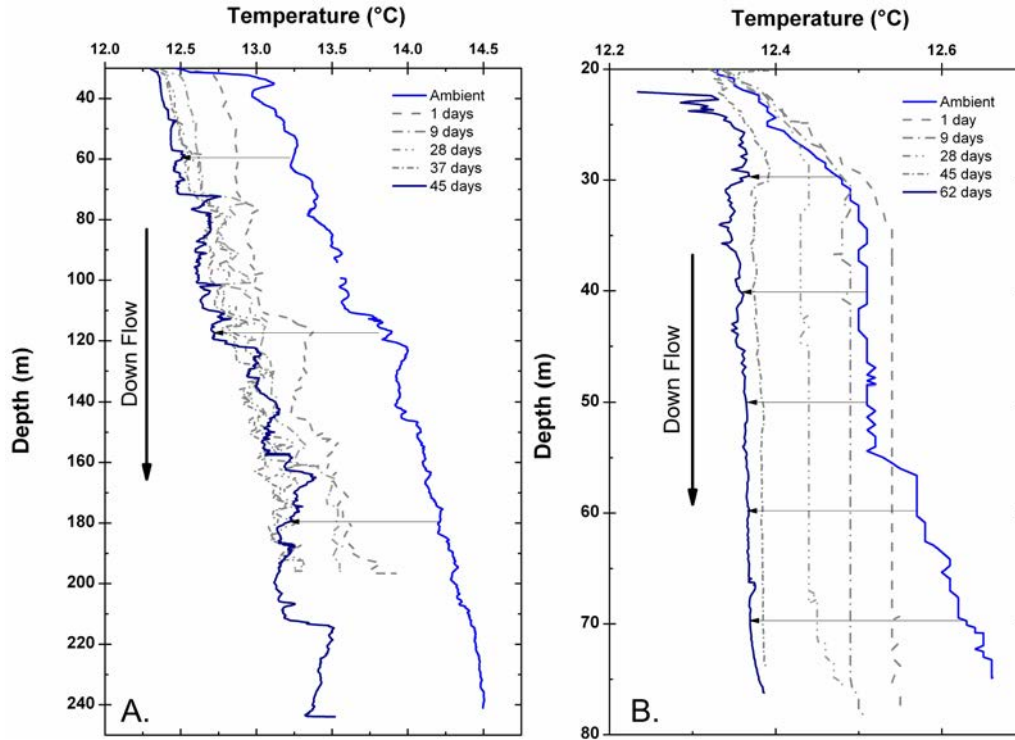 Temperature (°C)
12.0 12.5 13.0 13.5 14.0 14.5
40
60
80
100
120
140
160
180
200
220
240
Depth (m)
Down Flow
Ambient
1 days
9 days
28 days
37 days
45 days
A.
Temperature (°C)
12.2 12.4 12.6
20
30
40
50
60
70
80
Depth (m)
Down Flow
Ambient
1 day
9 days
28 days
45 days
62 days
B.